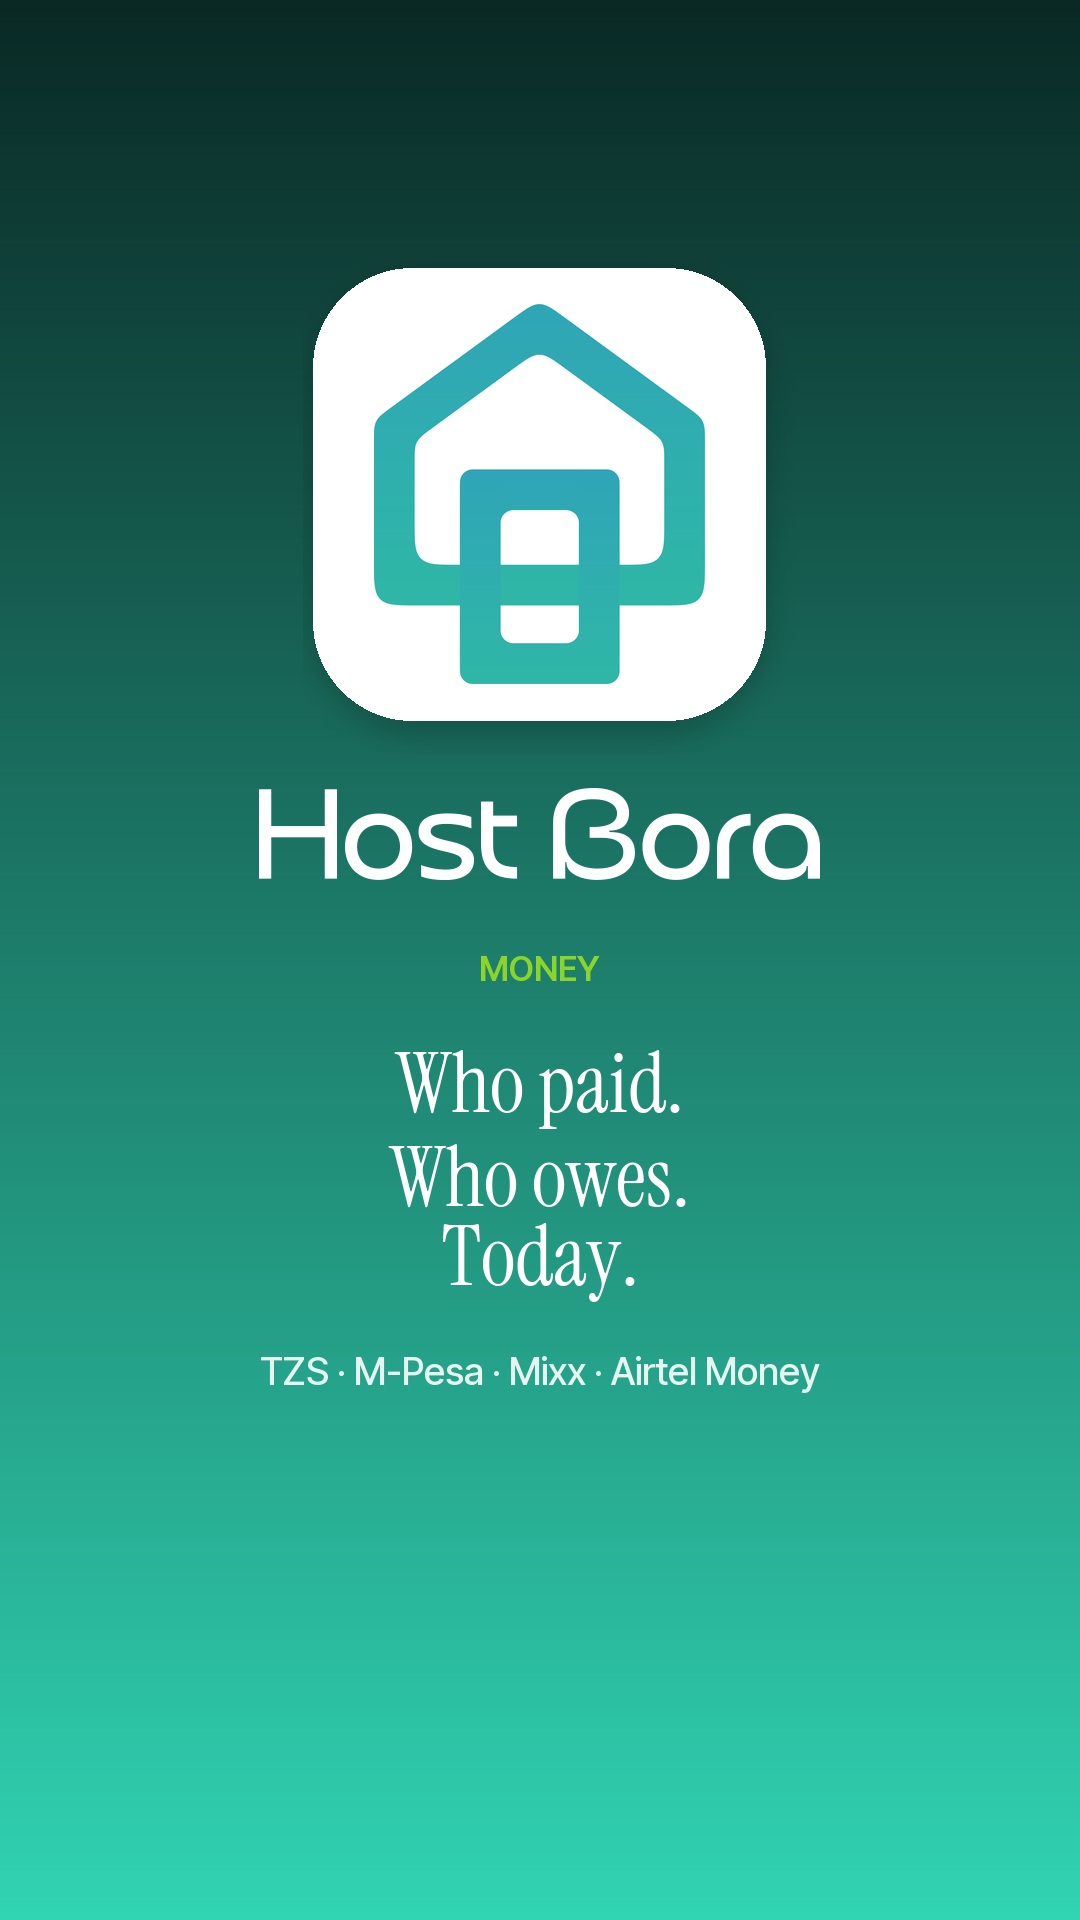 Host Bora
MONEY
Who paid.
Who owes.
Today.
TZS · M-Pesa · Mixx · Airtel Money